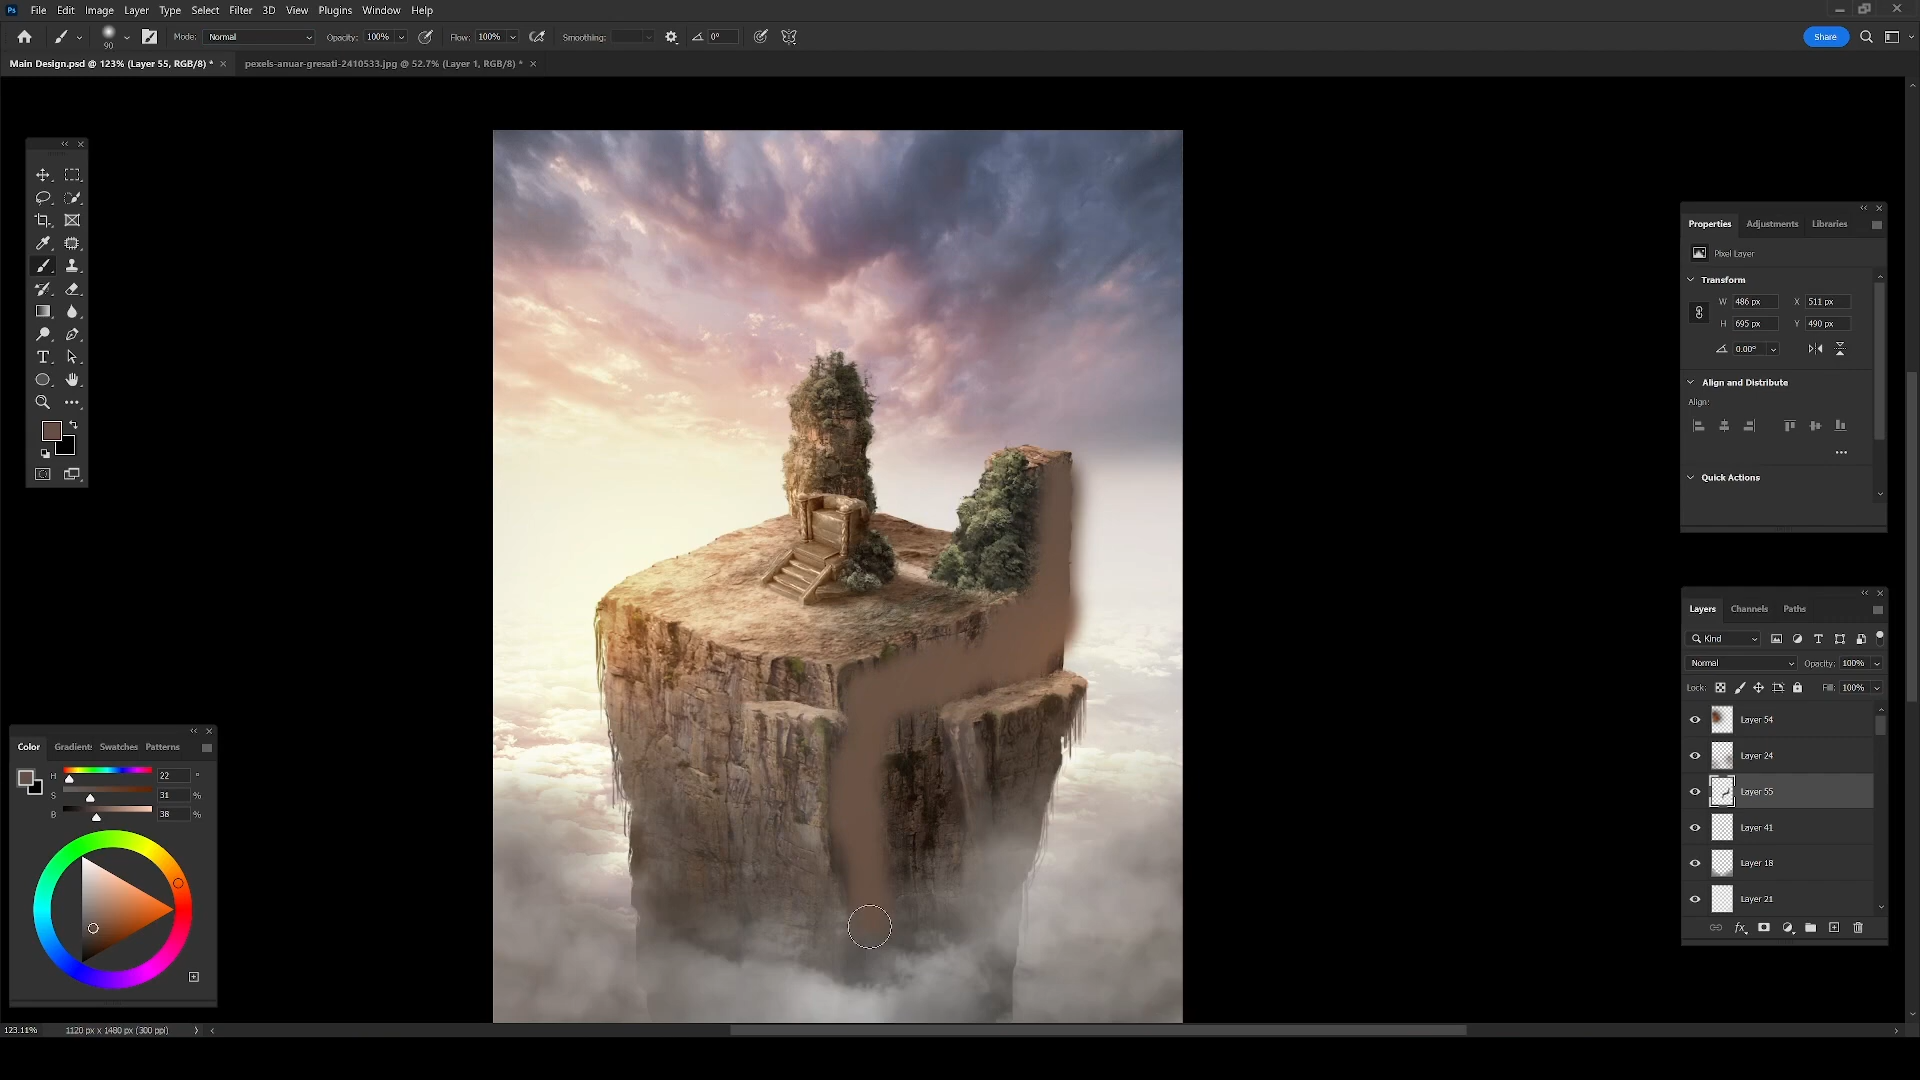 Ps File Edit Image Layer Type Select Filter 3D View Plugins Window Help
90 Mode: Normal Opacity: 100% Flow: 100% Smoothing: 0° Share
Main Design.psd @ 123% (Layer 55, RGB/8) * pexels-anuar-gresati-2410533.jpg @ 52.7% (Layer 1, RGB/8) *
Properties Adjustments Libraries
Pixel Layer
Transform
W 486 px X 511 px
H 695 px Y 490 px
0.00°
Align and Distribute
Align:
Quick Actions
Layers Channels Paths
Kind
Normal Opacity: 100%
Lock: Fill: 100%
Layer 54
Layer 24
Layer 55
Layer 41
Layer 18
Layer 21
fx
Color Gradient: Swatches Patterns
H 22 °
S 31 %
B 38 %
123.11% 1120 px x 1480 px (300 ppi)